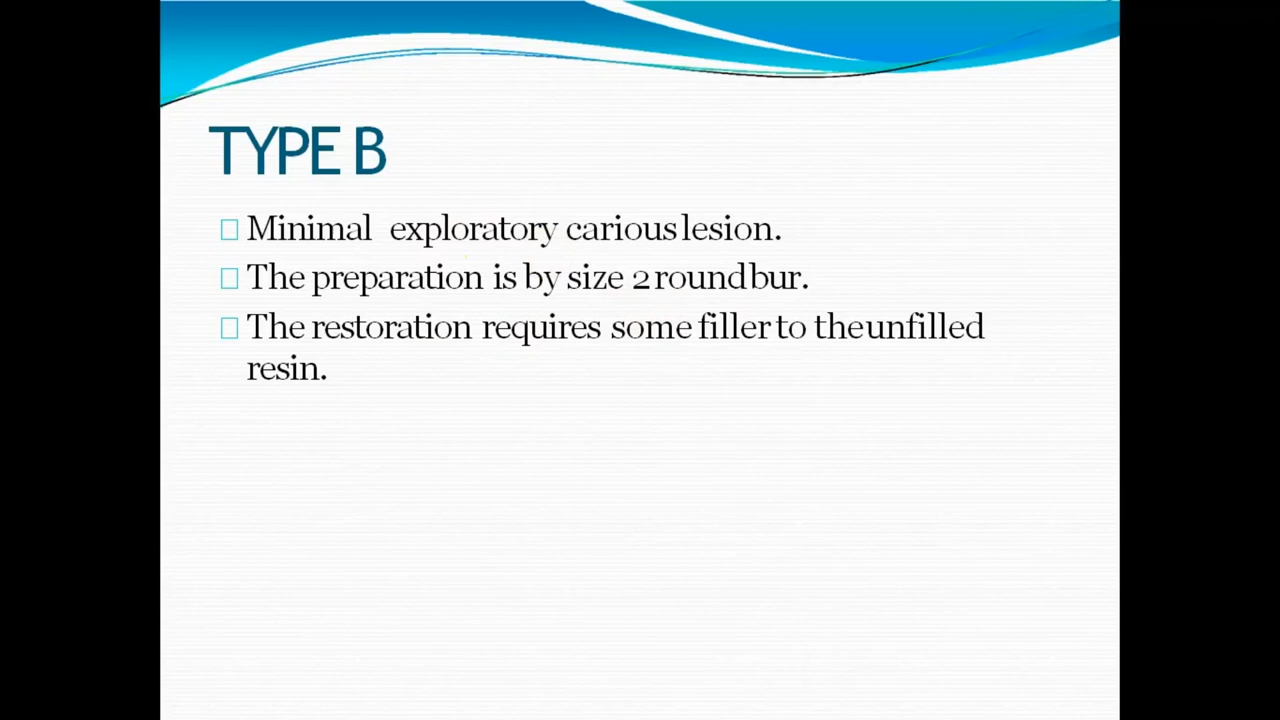 TYPE B
Minimal exploratory carious lesion.
The preparation is by size 2 round bur.
The restoration requires some filler to the unfilled
resin.